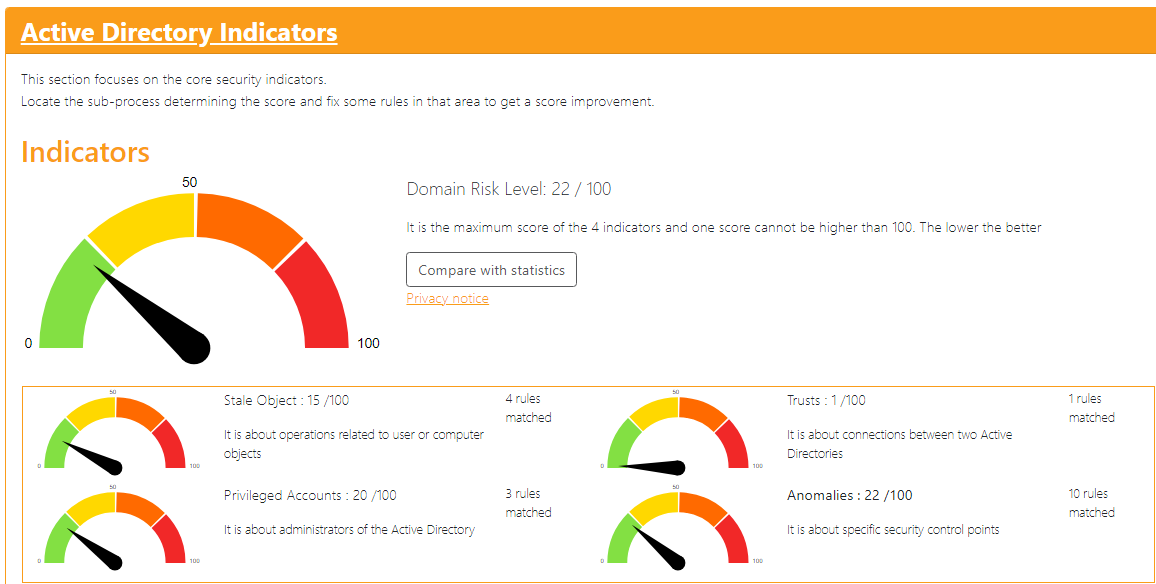 Active Directory Indicators
This section focuses on the core security indicators.
Locate the sub-process determining the score and fix some rules in that area to get a score improvement.
Indicators
50
0
100
Domain Risk Level: 22 / 100
It is the maximum score of the 4 indicators and one score cannot be higher than 100. The lower the better
Compare with statistics
Privacy notice
50
0
100
Stale Object : 15 /100
It is about operations related to user or computer
objects
4 rules
matched
50
0
100
Trusts : 1 /100
It is about connections between two Active
Directories
1 rules
matched
50
0
100
Privileged Accounts : 20 /100
It is about administrators of the Active Directory
3 rules
matched
50
0
100
Anomalies : 22 /100
It is about specific security control points
10 rules
matched